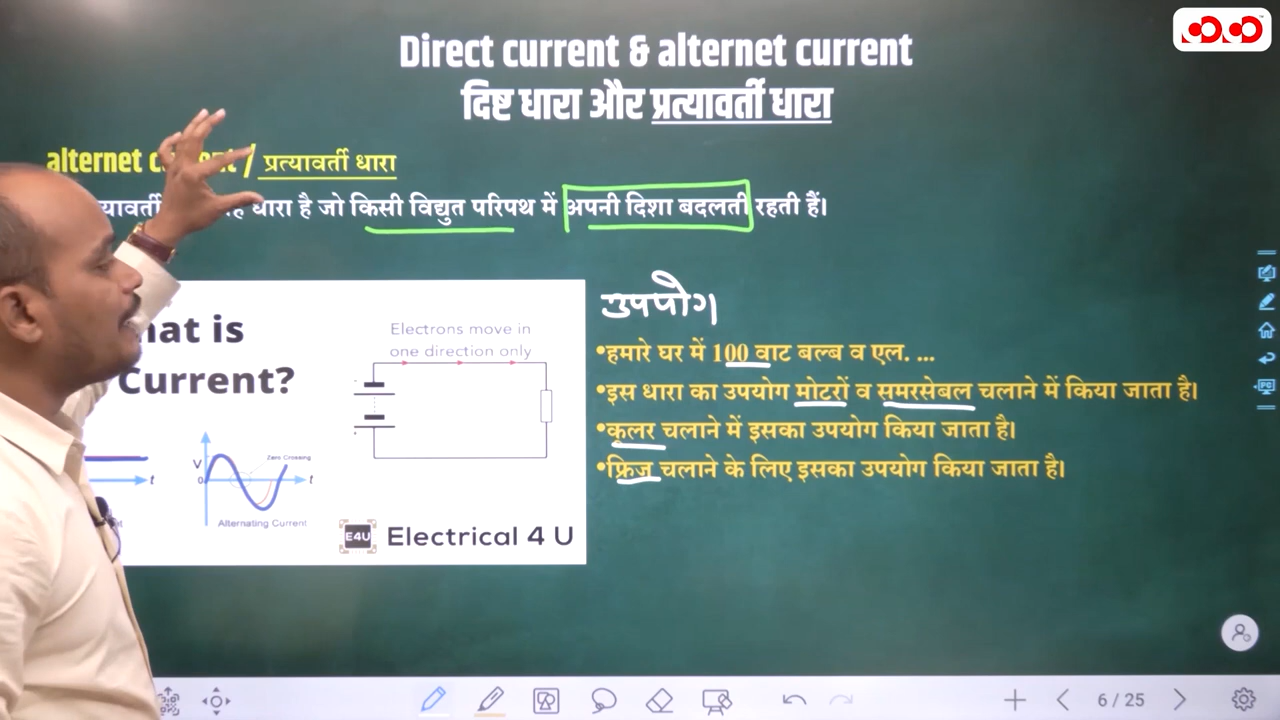 Direct current & alternet current
दिष्ट धारा और प्रत्यावर्ती धारा
alternet current / प्रत्यावर्ती धारा
धारा है जो किसी विद्युत परिपथ में अपनी दिशा बदलती रहती हैं।
is
Current?
Electrons move in
one direction only
V
0
t
t
Zero Crossing
Alternating Current
E4U
Electrical 4 U
उपयोग
•हमारे घर में 100 वाट बल्ब व एल. ...
•इस धारा का उपयोग मोटरों व समरसेबल चलाने में किया जाता है।
•कूलर चलाने में इसका उपयोग किया जाता है।
•फ्रिज चलाने के लिए इसका उपयोग किया जाता है।
PC
6 / 25